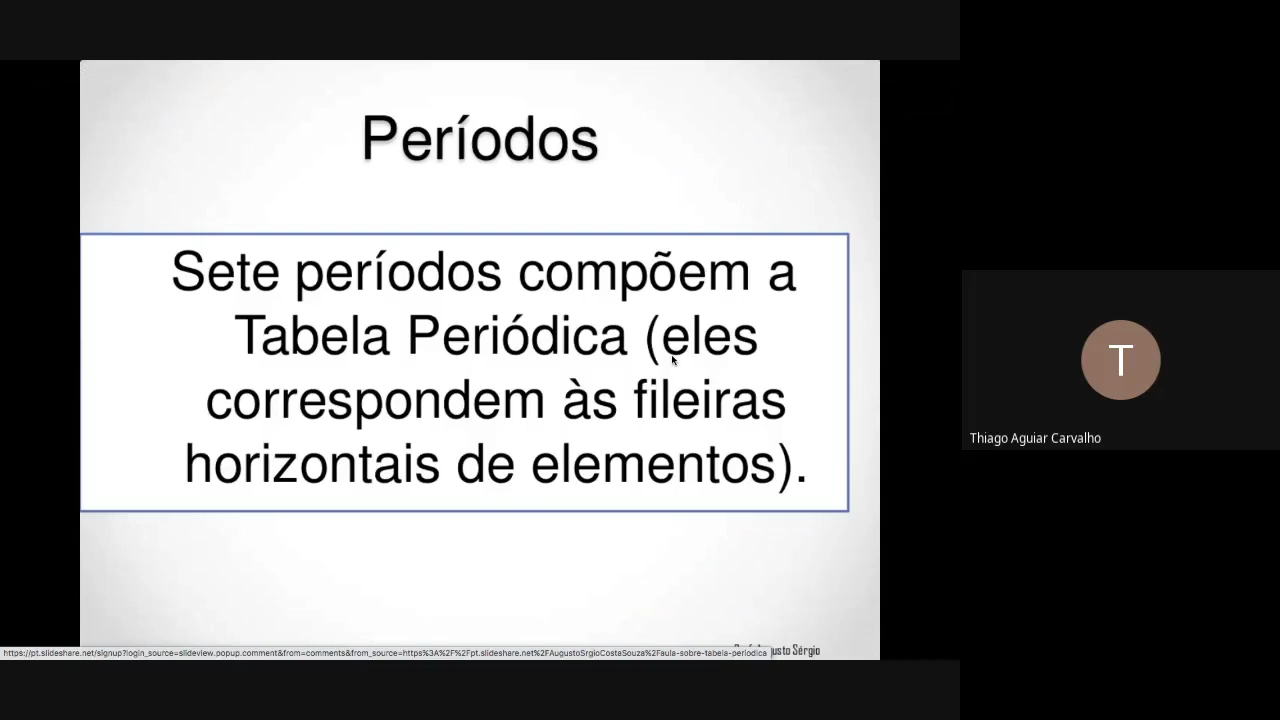 Períodos
Sete períodos compõem a
Tabela Periódica (eles
correspondem às fileiras
horizontais de elementos).
T
Thiago Aguiar Carvalho
https://pt.slideshare.net/signup?login_source=slideview.popup.comment&from=comments&from_source=https%3A%2F%2Fpt.slideshare.net%2FAugustoSrgioCostaSouza%2Faula-sobre-tabela-periodica
Sérgio